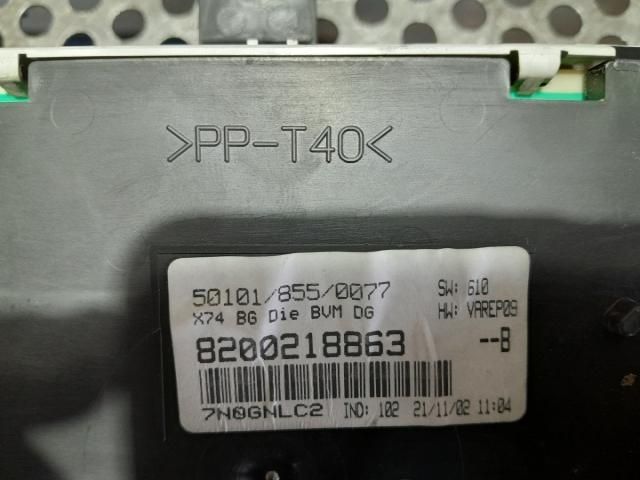 >PP-T40<
50101/855/0077 SW: 610
X74 BG Die BVM DG HW: VAREP09
8200218863 --B
7N0GNLC2 IND: 102 21/11/02 11:04